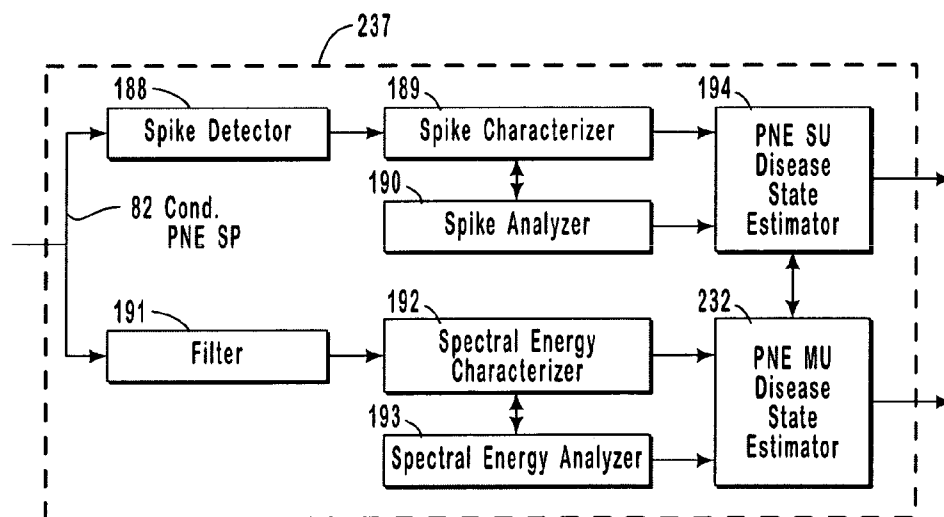 237
188
Spike Detector
189
Spike Characterizer
194
PNE SU
Disease
State
Estimator
82 Cond.
PNE SP
190
Spike Analyzer
191
Filter
192
Spectral Energy
Characterizer
232
PNE MU
Disease
State
Estimator
193
Spectral Energy Analyzer